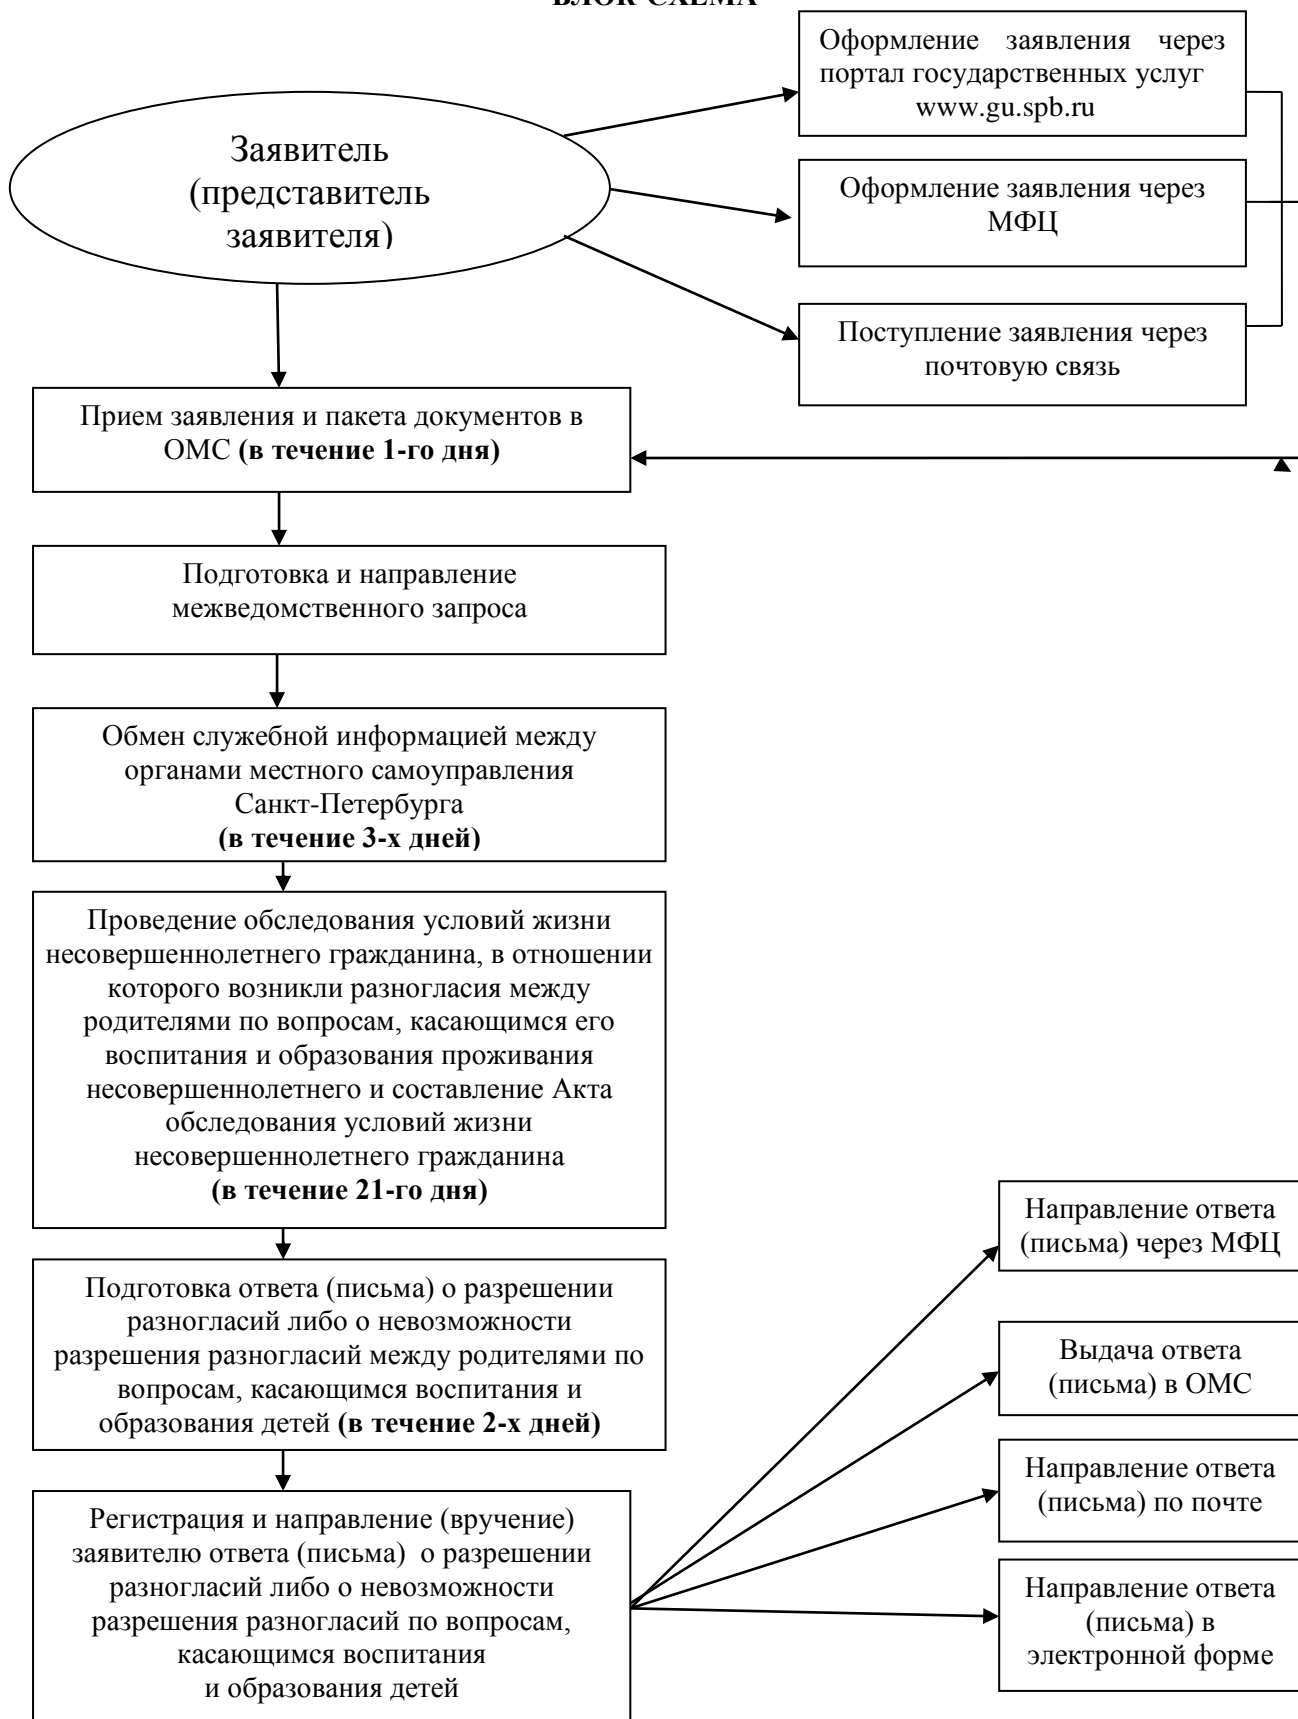 БЛОК-СХЕМА
Оформление заявления через
портал государственных услуг
www.gu.spb.ru
Заявитель
(представитель
заявителя)
Оформление заявления через
МФЦ
Поступление заявления через
почтовую связь
Прием заявления и пакета документов в
ОМС (в течение 1-го дня)
Подготовка и направление
межведомственного запроса
Обмен служебной информацией между
органами местного самоуправления
Санкт-Петербурга
(в течение 3-х дней)
Проведение обследования условий жизни
несовершеннолетнего гражданина, в отношении
которого возникли разногласия между
родителями по вопросам, касающимся его
воспитания и образования проживания
несовершеннолетнего и составление Акта
обследования условий жизни
несовершеннолетнего гражданина
(в течение 21-го дня)
Подготовка ответа (письма) о разрешении
разногласий либо о невозможности
разрешения разногласий между родителями по
вопросам, касающимся воспитания и
образования детей (в течение 2-х дней)
Регистрация и направление (вручение)
заявителю ответа (письма) о разрешении
разногласий либо о невозможности
разрешения разногласий по вопросам,
касающимся воспитания
и образования детей
Направление ответа
(письма) через МФЦ
Выдача ответа
(письма) в ОМС
Направление ответа
(письма) по почте
Направление ответа
(письма) в
электронной форме